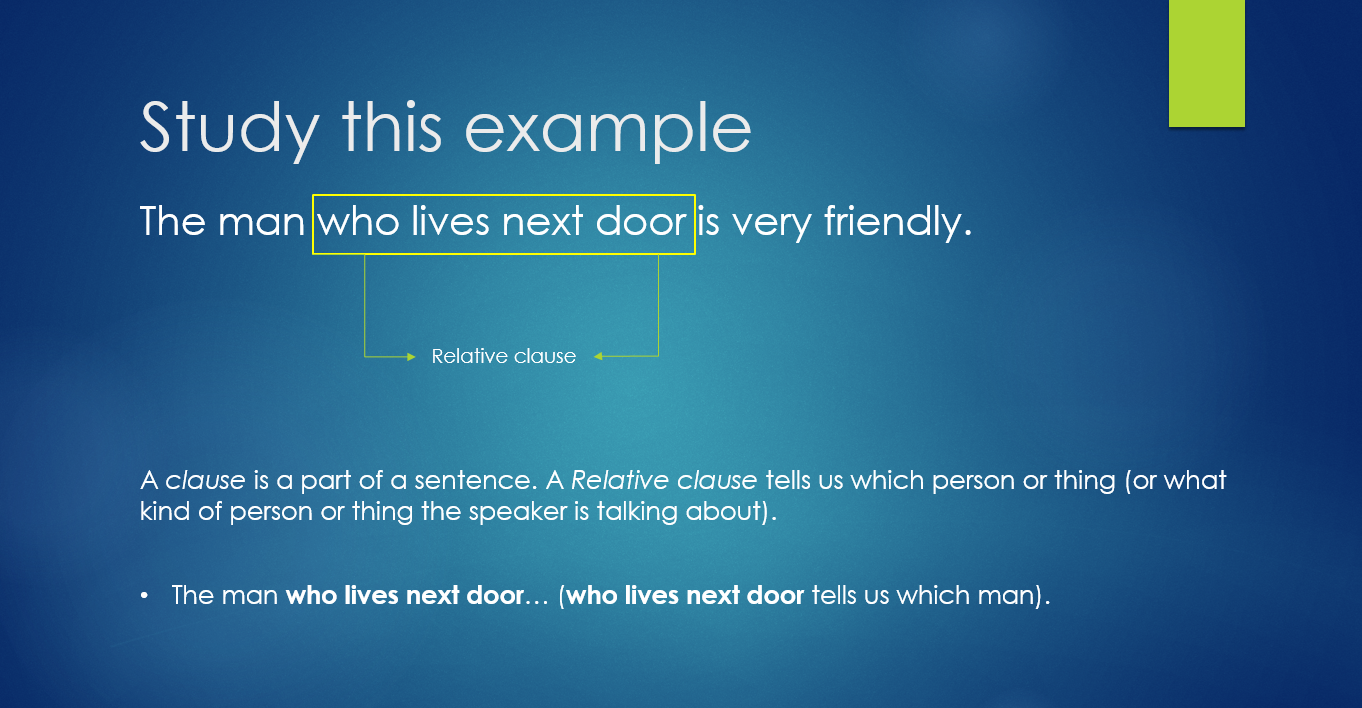 Study this example
The man who lives next door is very friendly.
Relative clause
A clause is a part of a sentence. A Relative clause tells us which person or thing (or what
kind of person or thing the speaker is talking about).
• The man who lives next door… (who lives next door tells us which man).